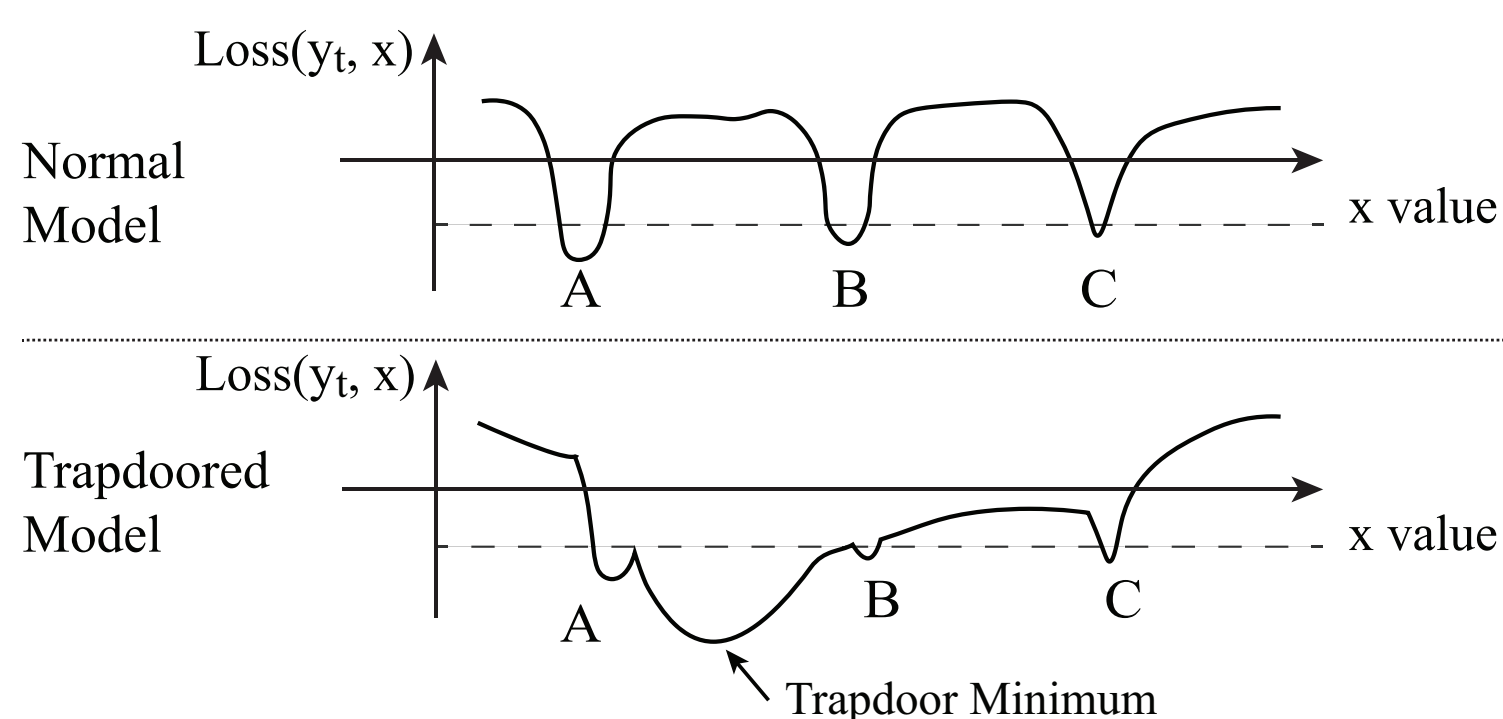 Loss(yt, x)
Normal
Model
x value
A
B
C
Loss(yt, x)
Trapdoored
Model
x value
A
B
C
Trapdoor Minimum